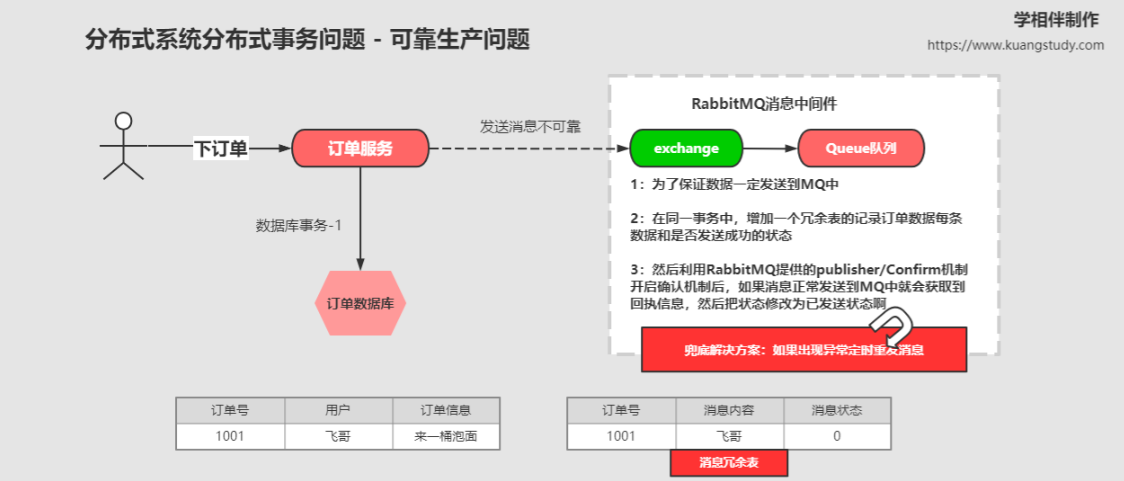 学相伴制作
分布式系统分布式事务问题 - 可靠生产问题
https://www.kuangstudy.com
RabbitMQ消息中间件
发送消息不可靠
下订单
订单服务
exchange
Queue队列
1：为了保证数据一定发送到MQ中
2：在同一事务中，增加一个冗余表的记录订单数据每条
数据和是否发送成功的状态
数据库事务-1
3：然后利用RabbitMQ提供的publisher/Confirm机制
开启确认机制后，如果消息正常发送到MQ中就会获取到
回执信息，然后把状态修改为已发送状态啊
订单数据库
兜底解决方案：如果出现异常定时重发消息
订单号 用户 订单信息
1001 飞哥 来一桶泡面
订单号 消息内容 消息状态
1001 飞哥 0
消息冗余表